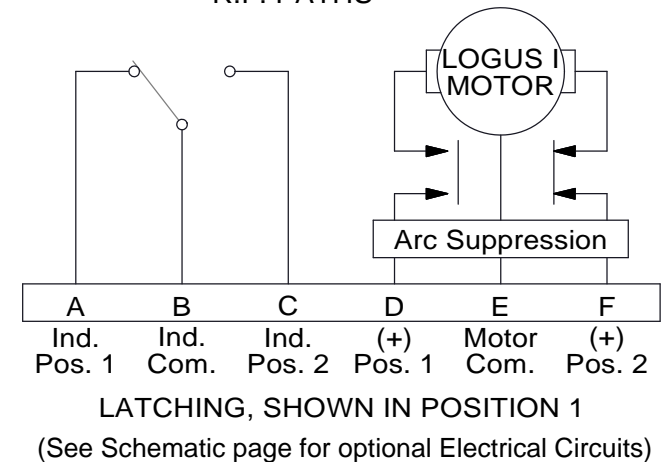 LOGUS I
MOTOR
Arc Suppression
A B C D E F
Ind. Ind. Ind. (+) Motor (+)
Pos. 1 Com. Pos. 2 Pos. 1 Com. Pos. 2
LATCHING, SHOWN IN POSITION 1
(See Schematic page for optional Electrical Circuits)